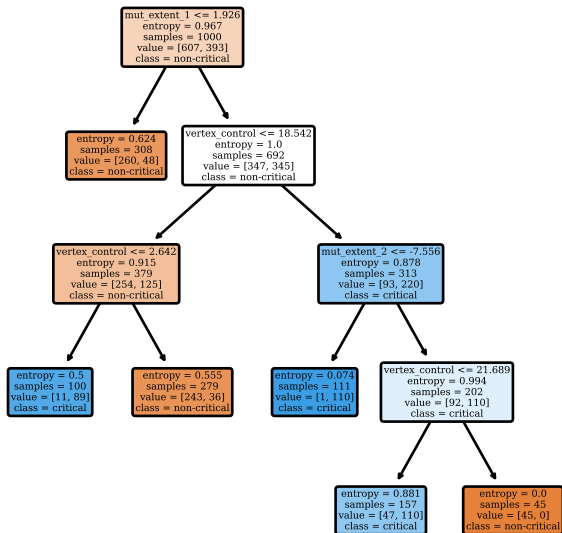 mut_extent_1 <= 1.926
entropy = 0.967
samples = 1000
value = [607, 393]
class = non-critical
entropy = 0.624
samples = 308
value = [260, 48]
class = non-critical
vertex_control <= 18.542
entropy = 1.0
samples = 692
value = [347, 345]
class = non-critical
vertex_control <= 2.642
entropy = 0.915
samples = 379
value = [254, 125]
class = non-critical
mut_extent_2 <= -7.556
entropy = 0.878
samples = 313
value = [93, 220]
class = critical
entropy = 0.5
samples = 100
value = [11, 89]
class = critical
entropy = 0.555
samples = 279
value = [243, 36]
class = non-critical
entropy = 0.074
samples = 111
value = [1, 110]
class = critical
vertex_control <= 21.689
entropy = 0.994
samples = 202
value = [92, 110]
class = critical
entropy = 0.881
samples = 157
value = [47, 110]
class = critical
entropy = 0.0
samples = 45
value = [45, 0]
class = non-critical